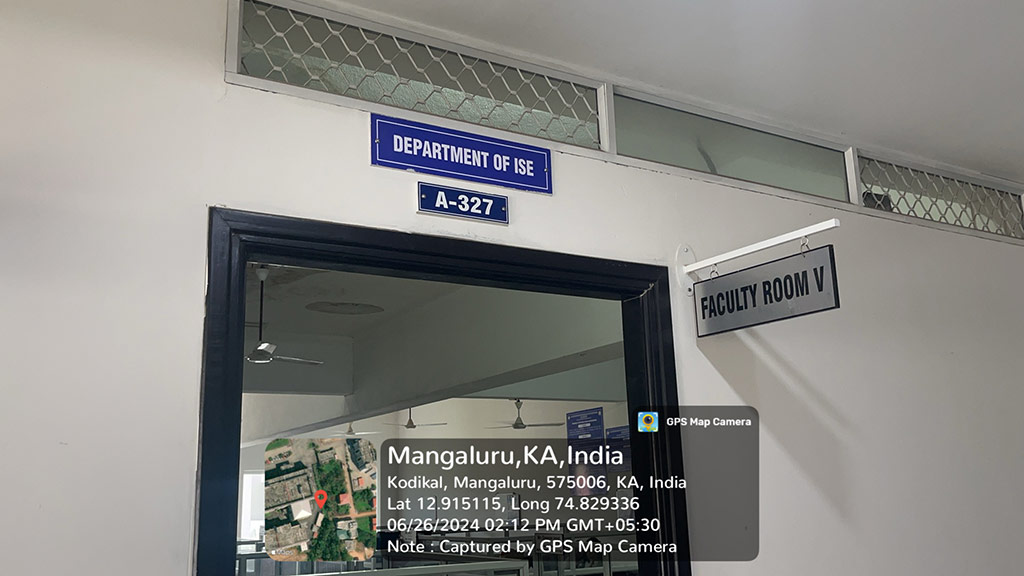 DEPARTMENT OF ISE
A-327
FACULTY ROOM V
GPS Map Camera
Mangaluru,KA,India
Kodikal, Mangaluru, 575006, KA, India
Lat 12.915115, Long 74.829336
06/26/2024 02:12 PM GMT+05:30
Note : Captured by GPS Map Camera